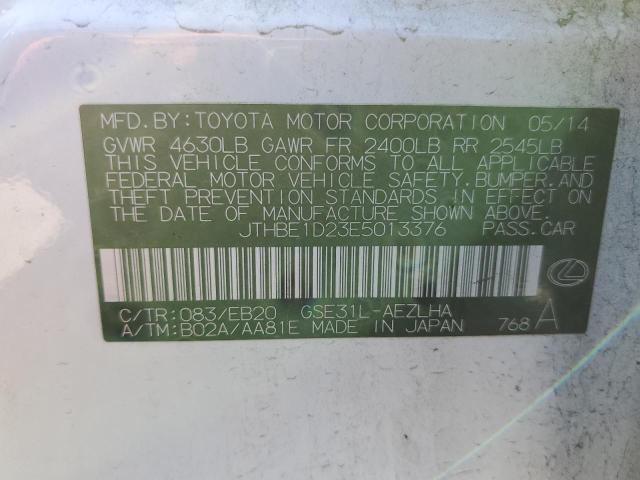 MFD.BY:TOYOTA MOTOR CORPORATION 05/14
GVWR 4630LB GAWR FR 2400LB RR 2545LB
THIS VEHICLE CONFORMS TO ALL APPLICABLE
FEDERAL MOTOR VEHICLE SAFETY,BUMPER,AND
THEFT PREVENTION STANDARDS IN EFFECT ON
THE DATE OF MANUFACTURE SHOWN ABOVE.
JTHBE1D23E5013376 PASS.CAR
C/TR:083/EB20 GSE31L-AEZLHA
A/TM:B02A/AA81E MADE IN JAPAN 768 A